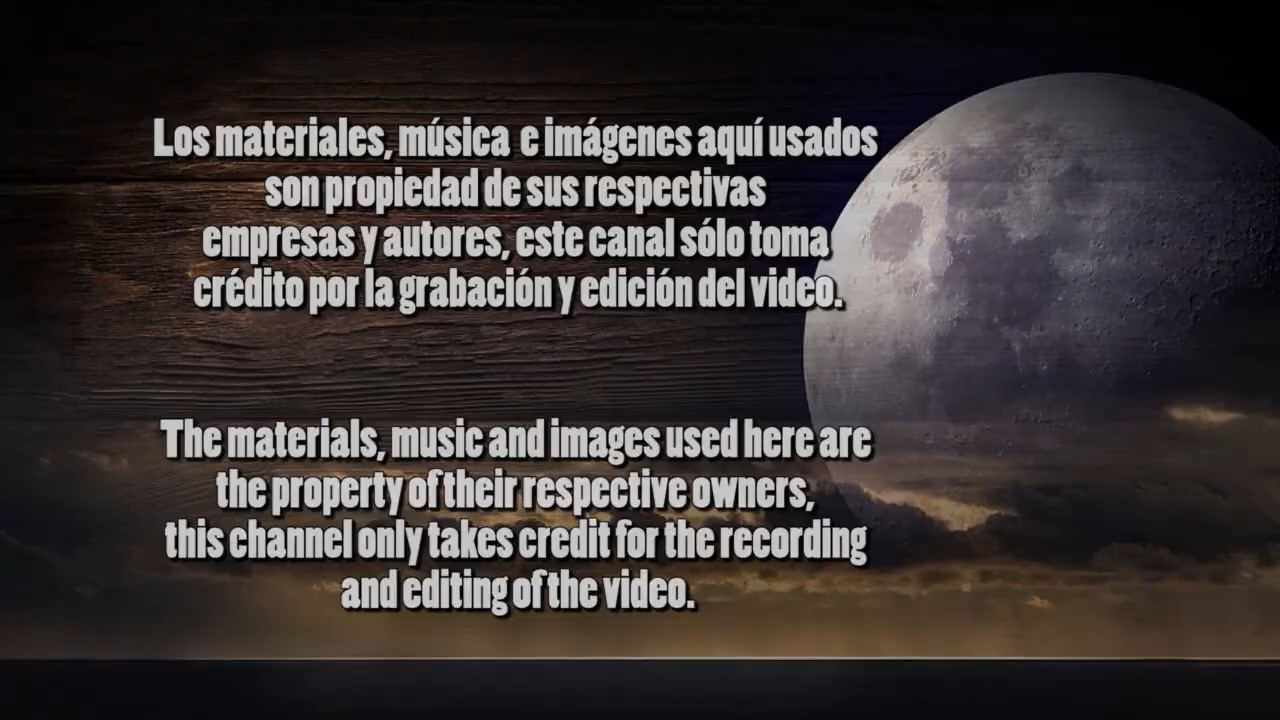 Los materiales, música e imágenes aquí usados
son propiedad de sus respectivas
empresas y autores, este canal sólo toma
crédito por la grabación y edición del video.
The materials, music and images used here are
the property of their respective owners,
this channel only takes credit for the recording
and editing of the video.